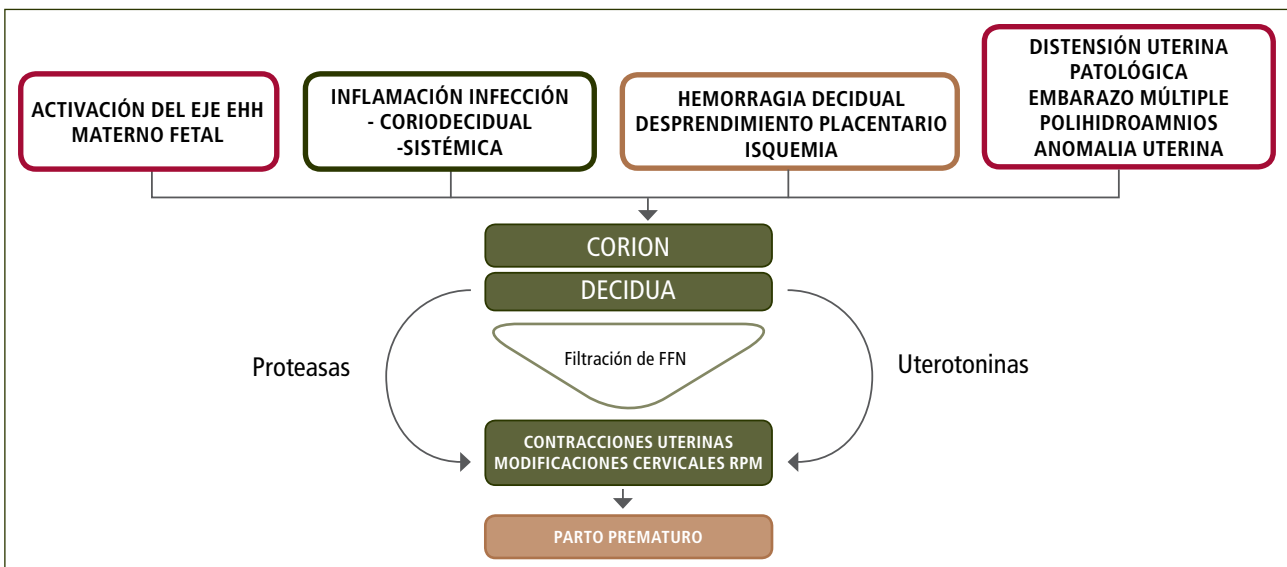 ACTIVACIÓN DEL EJE EHH
MATERNO FETAL
INFLAMACIÓN INFECCIÓN
- CORIODECIDUAL
-SISTÉMICA
HEMORRAGIA DECIDUAL
DESPRENDIMIENTO PLACENTARIO
ISQUEMIA
DISTENSIÓN UTERINA
PATOLÓGICA
EMBARAZO MÚLTIPLE
POLIHIDROAMNIOS
ANOMALIA UTERINA
CORION
DECIDUA
Proteasas
Filtración de FFN
Uterotoninas
CONTRACCIONES UTERINAS
MODIFICACIONES CERVICALES RPM
PARTO PREMATURO